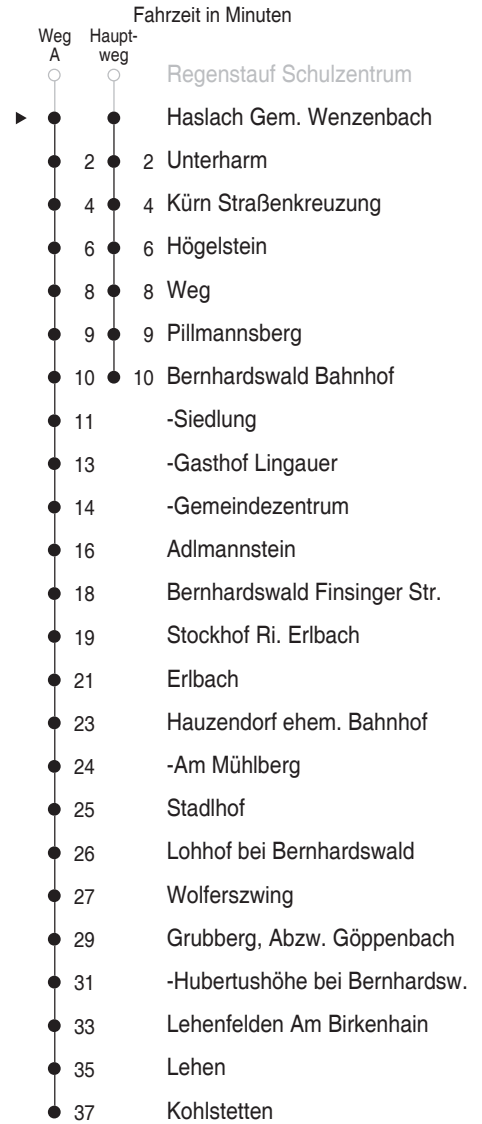 Fahrzeit in Minuten
Weg A Haupt-weg
Regenstauf Schulzentrum
Haslach Gem. Wenzenbach
2 2 Unterharm
4 4 Kürn Straßenkreuzung
6 6 Högelstein
8 8 Weg
9 9 Pillmannsberg
10 10 Bernhardswald Bahnhof
11 -Siedlung
13 -Gasthof Lingauer
14 -Gemeindezentrum
16 Adlmannstein
18 Bernhardswald Finsinger Str.
19 Stockhof Ri. Erlbach
21 Erlbach
23 Hauzendorf ehem. Bahnhof
24 -Am Mühlberg
25 Stadlhof
26 Lohhof bei Bernhardswald
27 Wolferszwing
29 Grubberg, Abzw. Göppenbach
31 -Hubertushöhe bei Bernhardsw.
33 Lehenfelden Am Birkenhain
35 Lehen
37 Kohlstetten